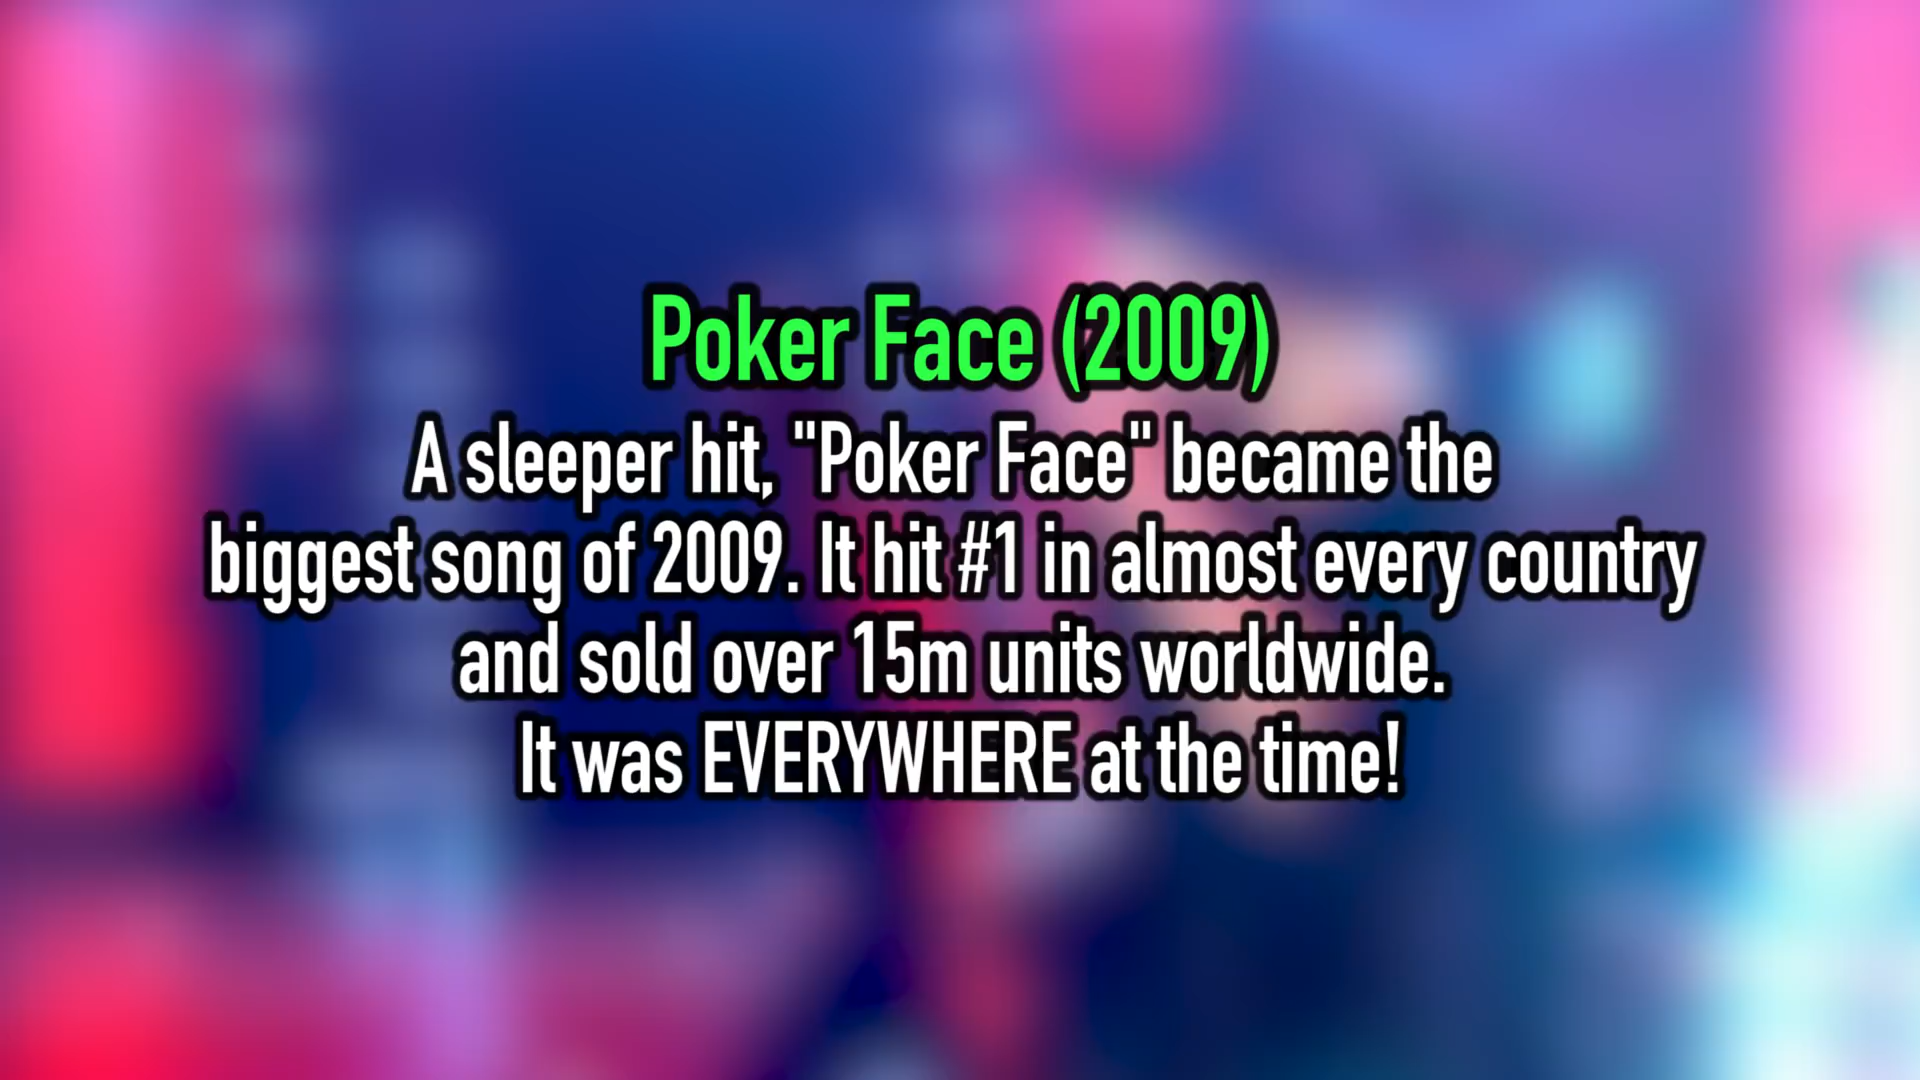 Poker Face (2009)
A sleeper hit, "Poker Face" became the
biggest song of 2009. It hit #1 in almost every country
and sold over 15m units worldwide.
It was EVERYWHERE at the time!